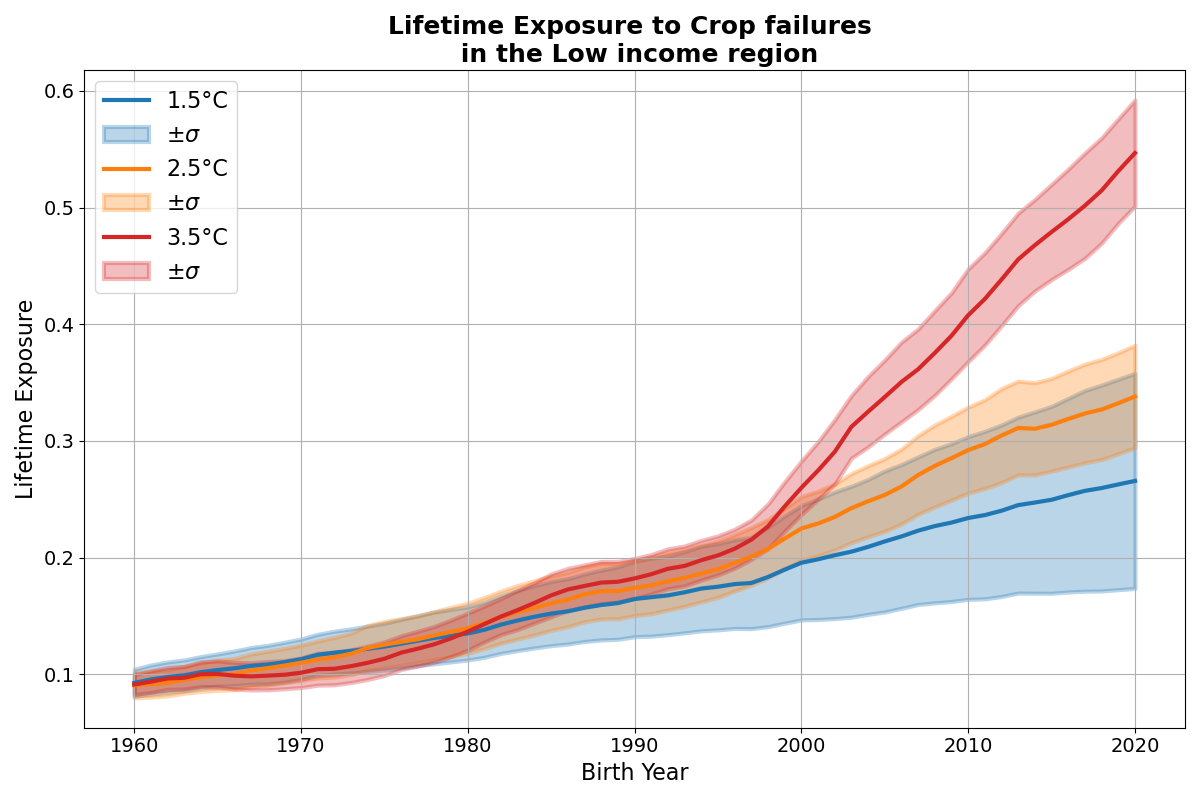 Lifetime Exposure to Crop failures
in the Low income region
0.6
0.5
0.4
0.3
0.2
0.1
Lifetime Exposure
1.5°C
±σ
2.5°C
±σ
3.5°C
±σ
1960 1970 1980 1990 2000 2010 2020
Birth Year